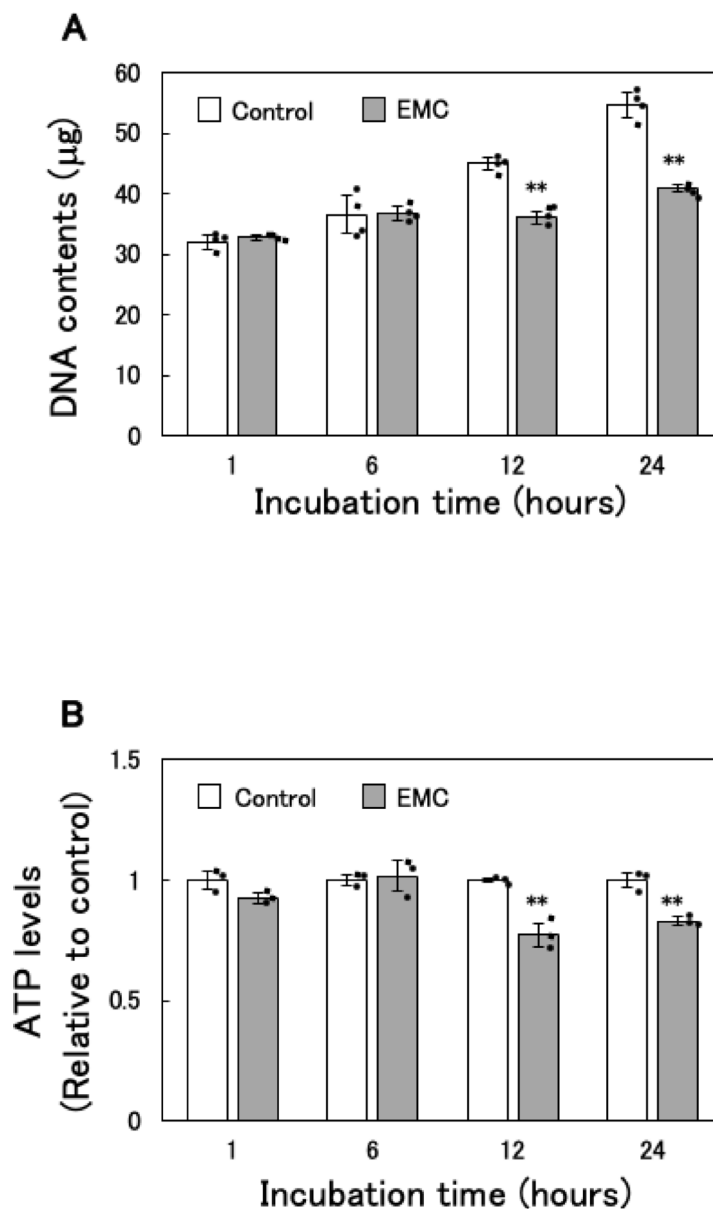 A
60
50
40
30
20
10
0
DNA contents (μg)
Control
EMC
**
**
1
6
12
24
Incubation time (hours)
B
1.5
1
0.5
0
ATP levels
(Relative to control)
Control
EMC
**
**
1
6
12
24
Incubation time (hours)